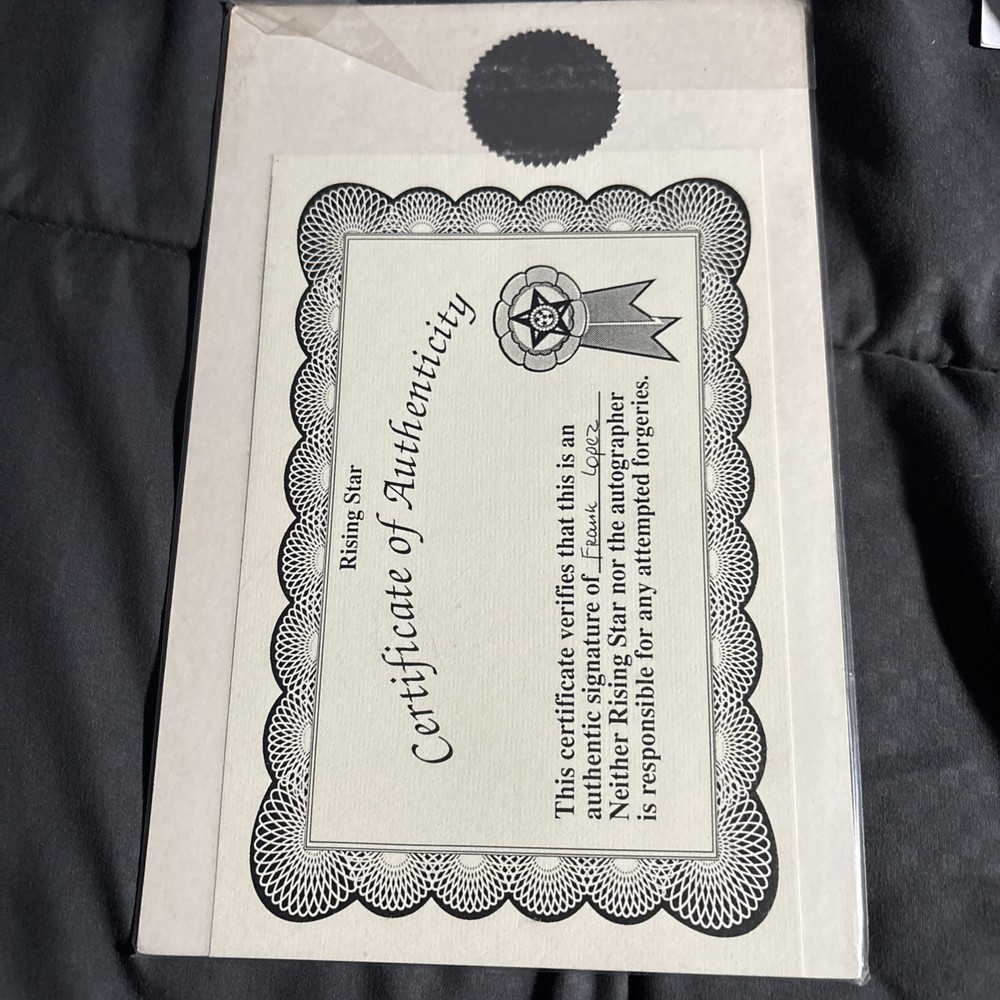 Rising Star
Certificate of Authenticity
This certificate verifies that this is an
authentic signature of Frank Lopez
Neither Rising Star nor the autographer
is responsible for any attempted forgeries.